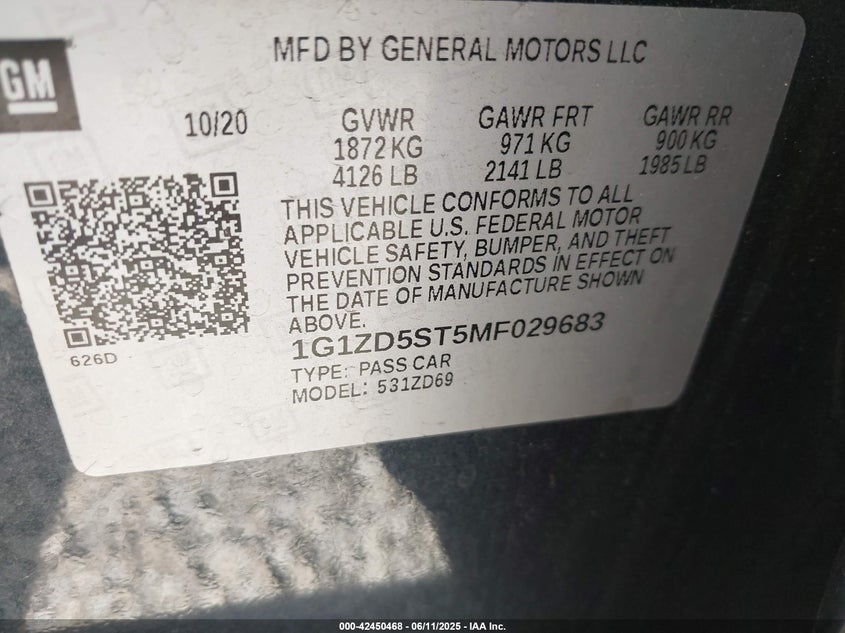 GM
MFD BY GENERAL MOTORS LLC
10/20
GVWR
1872 KG
4126 LB
GAWR FRT
971 KG
2141 LB
GAWR RR
900 KG
1985 LB
THIS VEHICLE CONFORMS TO ALL
APPLICABLE U.S. FEDERAL MOTOR
VEHICLE SAFETY, BUMPER, AND THEFT
PREVENTION STANDARDS IN EFFECT ON
THE DATE OF MANUFACTURE SHOWN
ABOVE.
1G1ZD5ST5MF029683
626D
TYPE: PASS CAR
MODEL: 531ZD69
000-42450468 - 06/11/2025 - IAA Inc.